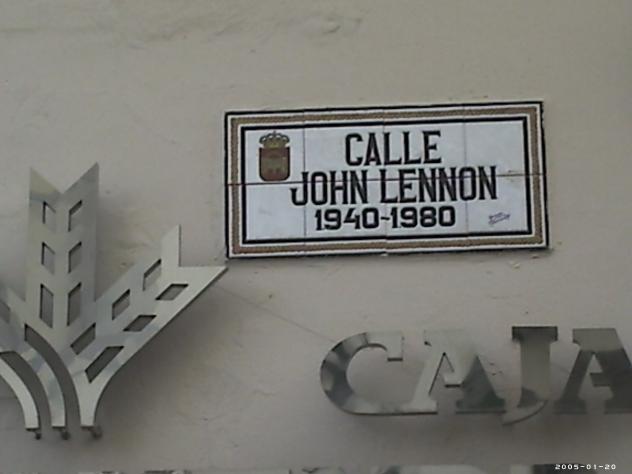 CALLE
JOHN LENNON
1940-1980
CAJA
2005-01-20